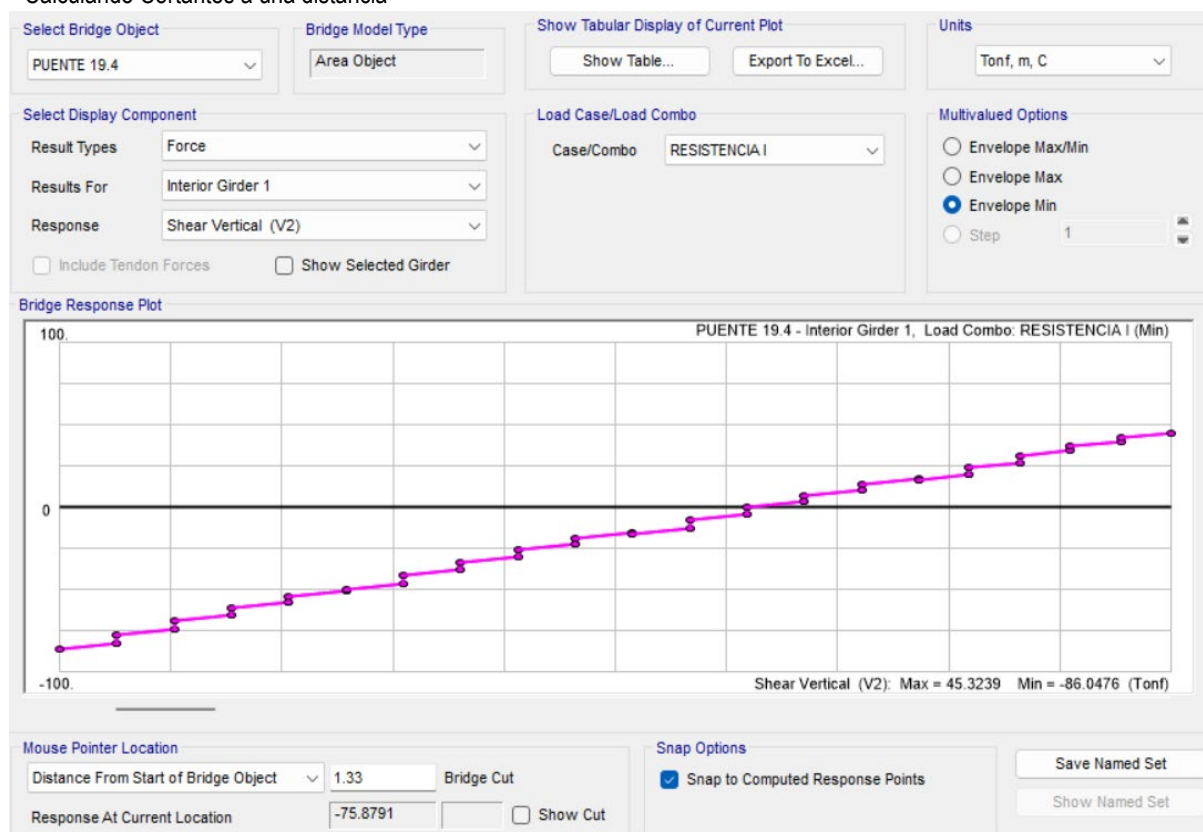 Calculando Cortantes a una distancia
Select Bridge Object
PUENTE 19.4
Bridge Model Type
Area Object
Show Tabular Display of Current Plot
Show Table...
Export To Excel...
Units
Tonf, m, C
Select Display Component
Result Types
Force
Results For
Interior Girder 1
Response
Shear Vertical (V2)
Include Tendon Forces
Show Selected Girder
Load Case/Load Combo
Case/Combo
RESISTENCIA I
Multivalued Options
Envelope Max/Min
Envelope Max
Envelope Min
Step
1
Bridge Response Plot
100.
PUENTE 19.4 - Interior Girder 1, Load Combo: RESISTENCIA I (Min)
0
-100.
Shear Vertical (V2): Max = 45.3239 Min = -86.0476 (Tonf)
Mouse Pointer Location
Distance From Start of Bridge Object
1.33
Bridge Cut
Response At Current Location
-75.8791
Show Cut
Snap Options
Snap to Computed Response Points
Save Named Set
Show Named Set